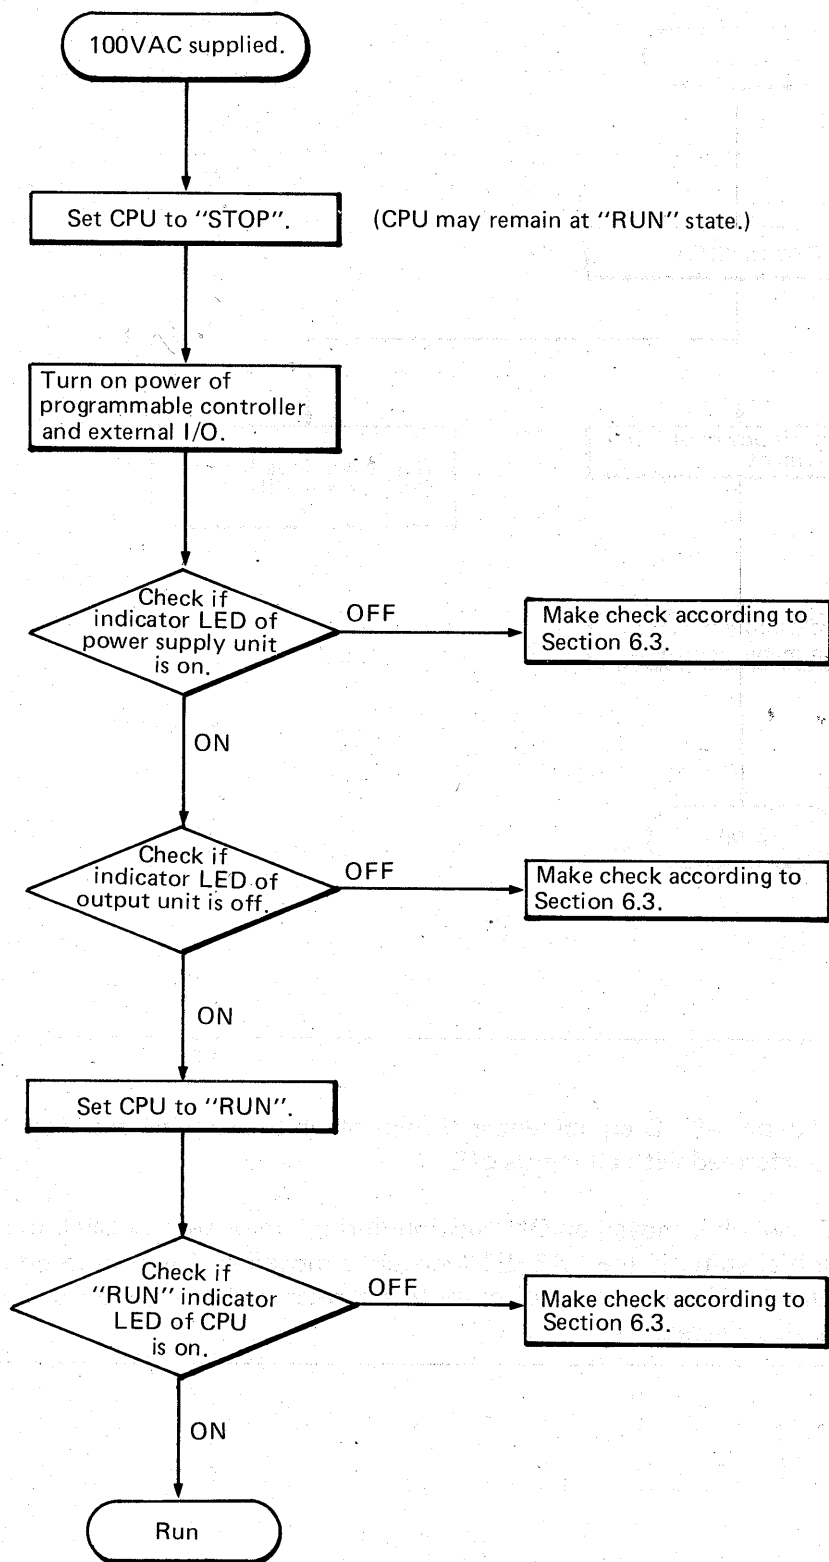 100VAC supplied.
Set CPU to "STOP".
(CPU may remain at "RUN" state.)
Turn on power of
programmable controller
and external I/O.
Check if
indicator LED of
power supply unit
is on.
OFF
Make check according to
Section 6.3.
ON
Check if
indicator LED of
output unit is off.
OFF
Make check according to
Section 6.3.
ON
Set CPU to "RUN".
Check if
"RUN" indicator
LED of CPU
is on.
OFF
Make check according to
Section 6.3.
ON
Run